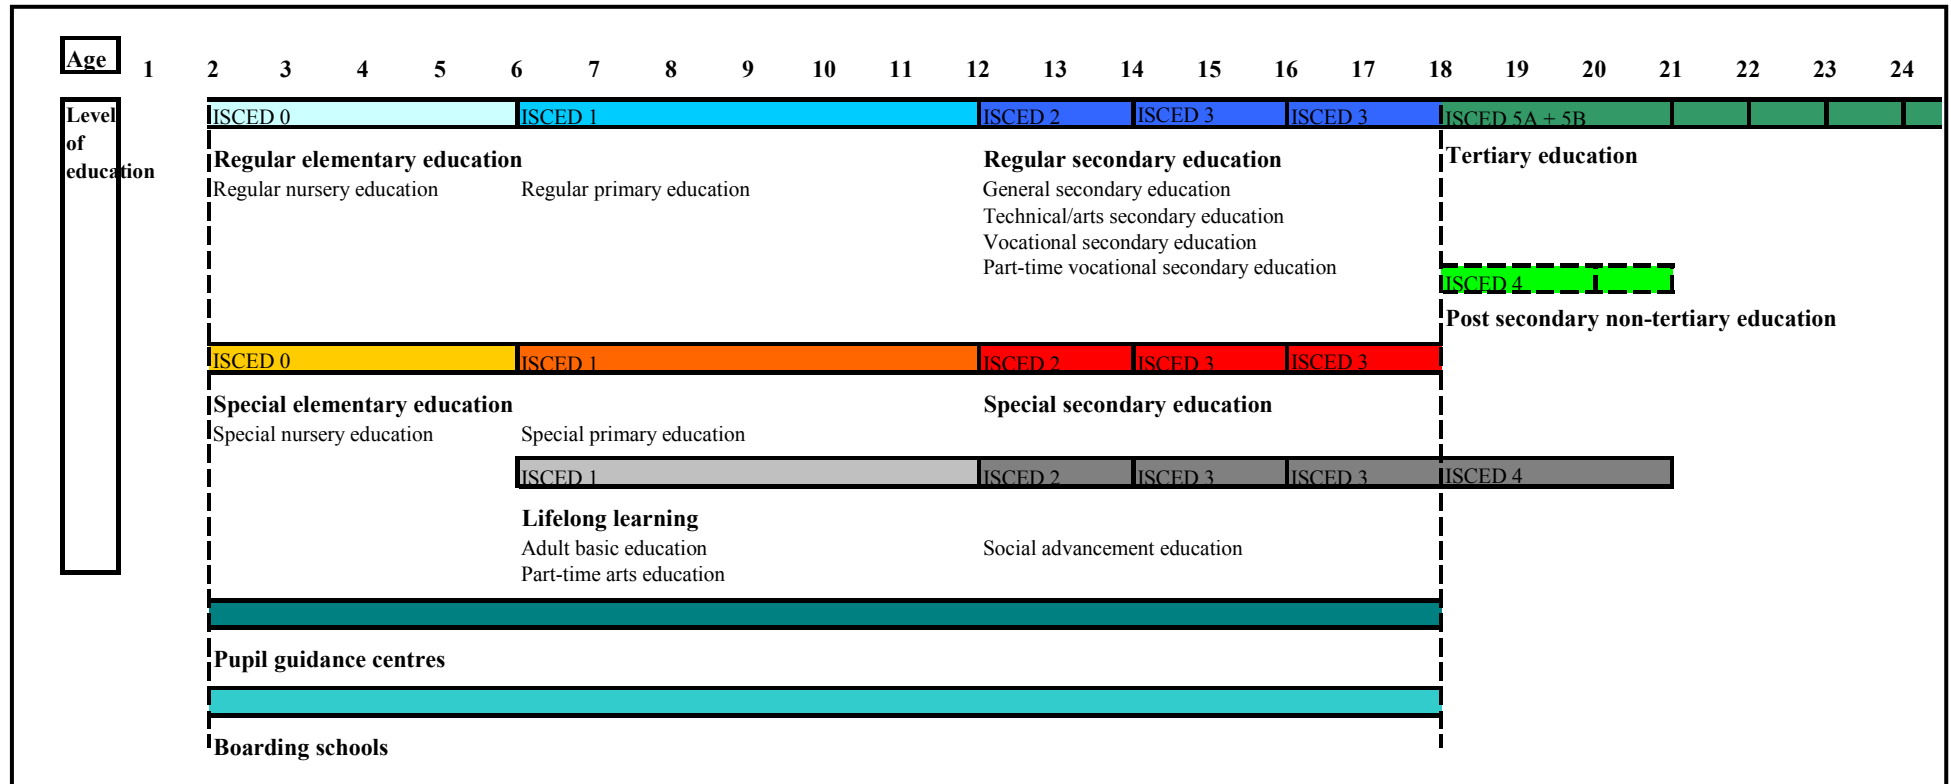 Age 1 2 3 4 5 6 7 8 9 10 11 12 13 14 15 16 17 18 19 20 21 22 23 24
Level
of
education
ISCED 0 ISCED 1 ISCED 2 ISCED 3 ISCED 3 ISCED 5A + 5B
Regular elementary education Regular secondary education Tertiary education
Regular nursery education Regular primary education General secondary education
Technical/arts secondary education
Vocational secondary education
Part-time vocational secondary education
ISCED 4
Post secondary non-tertiary education
ISCED 0 ISCED 1 ISCED 2 ISCED 3 ISCED 3
Special elementary education Special secondary education
Special nursery education Special primary education
ISCED 1 ISCED 2 ISCED 3 ISCED 3 ISCED 4
Lifelong learning
Adult basic education Social advancement education
Part-time arts education
Pupil guidance centres
Boarding schools